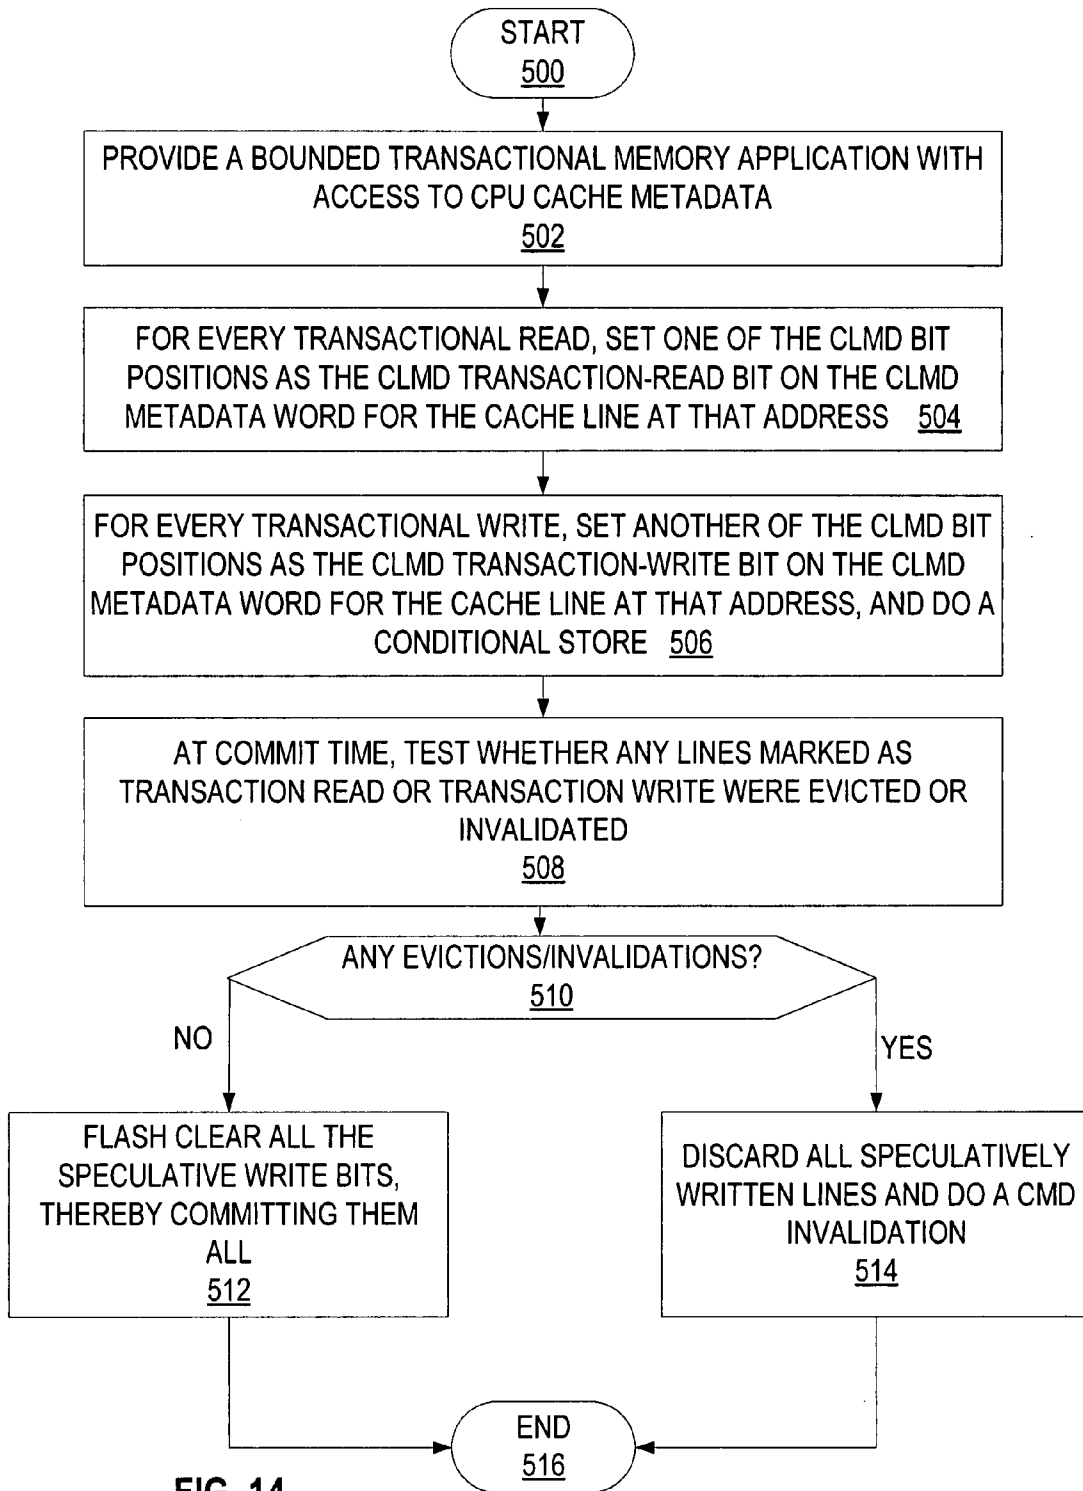 START
500
PROVIDE A BOUNDED TRANSACTIONAL MEMORY APPLICATION WITH
ACCESS TO CPU CACHE METADATA
502
FOR EVERY TRANSACTIONAL READ, SET ONE OF THE CLMD BIT
POSITIONS AS THE CLMD TRANSACTION-READ BIT ON THE CLMD
METADATA WORD FOR THE CACHE LINE AT THAT ADDRESS 504
FOR EVERY TRANSACTIONAL WRITE, SET ANOTHER OF THE CLMD BIT
POSITIONS AS THE CLMD TRANSACTION-WRITE BIT ON THE CLMD
METADATA WORD FOR THE CACHE LINE AT THAT ADDRESS, AND DO A
CONDITIONAL STORE 506
AT COMMIT TIME, TEST WHETHER ANY LINES MARKED AS
TRANSACTION READ OR TRANSACTION WRITE WERE EVICTED OR
INVALIDATED
508
ANY EVICTIONS/INVALIDATIONS?
510
NO
YES
FLASH CLEAR ALL THE
SPECULATIVE WRITE BITS,
THEREBY COMMITTING THEM
ALL
512
DISCARD ALL SPECULATIVELY
WRITTEN LINES AND DO A CMD
INVALIDATION
514
END
516
FIG. 14